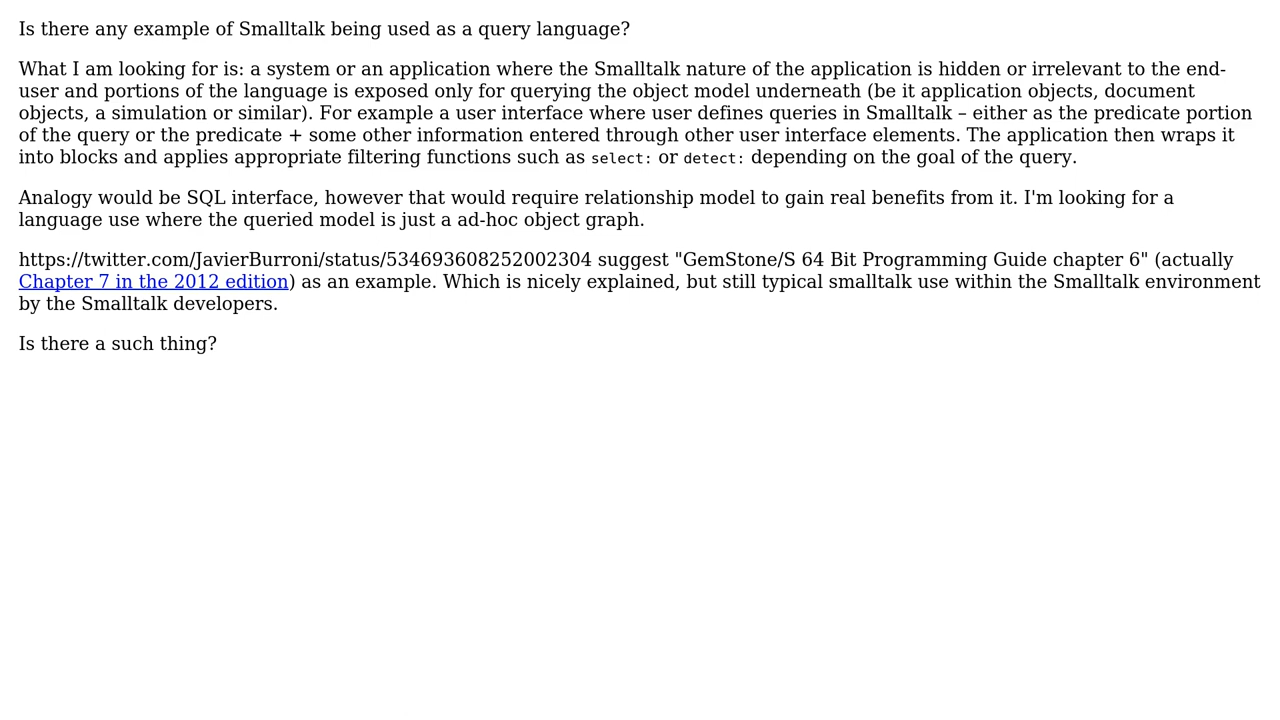 Is there any example of Smalltalk being used as a query language?
What I am looking for is: a system or an application where the Smalltalk nature of the application is hidden or irrelevant to the end-
user and portions of the language is exposed only for querying the object model underneath (be it application objects, document
objects, a simulation or similar). For example a user interface where user defines queries in Smalltalk – either as the predicate portion
of the query or the predicate + some other information entered through other user interface elements. The application then wraps it
into blocks and applies appropriate filtering functions such as select: or detect: depending on the goal of the query.
Analogy would be SQL interface, however that would require relationship model to gain real benefits from it. I'm looking for a
language use where the queried model is just a ad-hoc object graph.
https://twitter.com/JavierBurroni/status/534693608252002304 suggest "GemStone/S 64 Bit Programming Guide chapter 6" (actually
Chapter 7 in the 2012 edition) as an example. Which is nicely explained, but still typical smalltalk use within the Smalltalk environment
by the Smalltalk developers.
Is there a such thing?